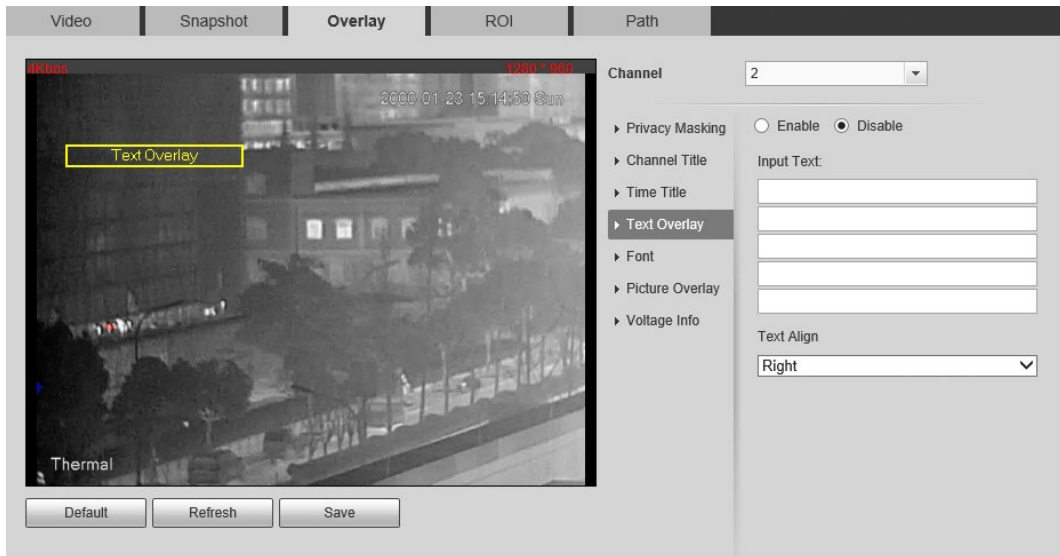 Video Snapshot Overlay ROI Path
4Kbps 1280 * 960
2000-01-23 15:14:59 Sun
Text Overlay
Thermal
Default Refresh Save
Channel 2
Privacy Masking
Channel Title
Time Title
Text Overlay
Font
Picture Overlay
Voltage Info
Enable Disable
Input Text:
Text Align
Right